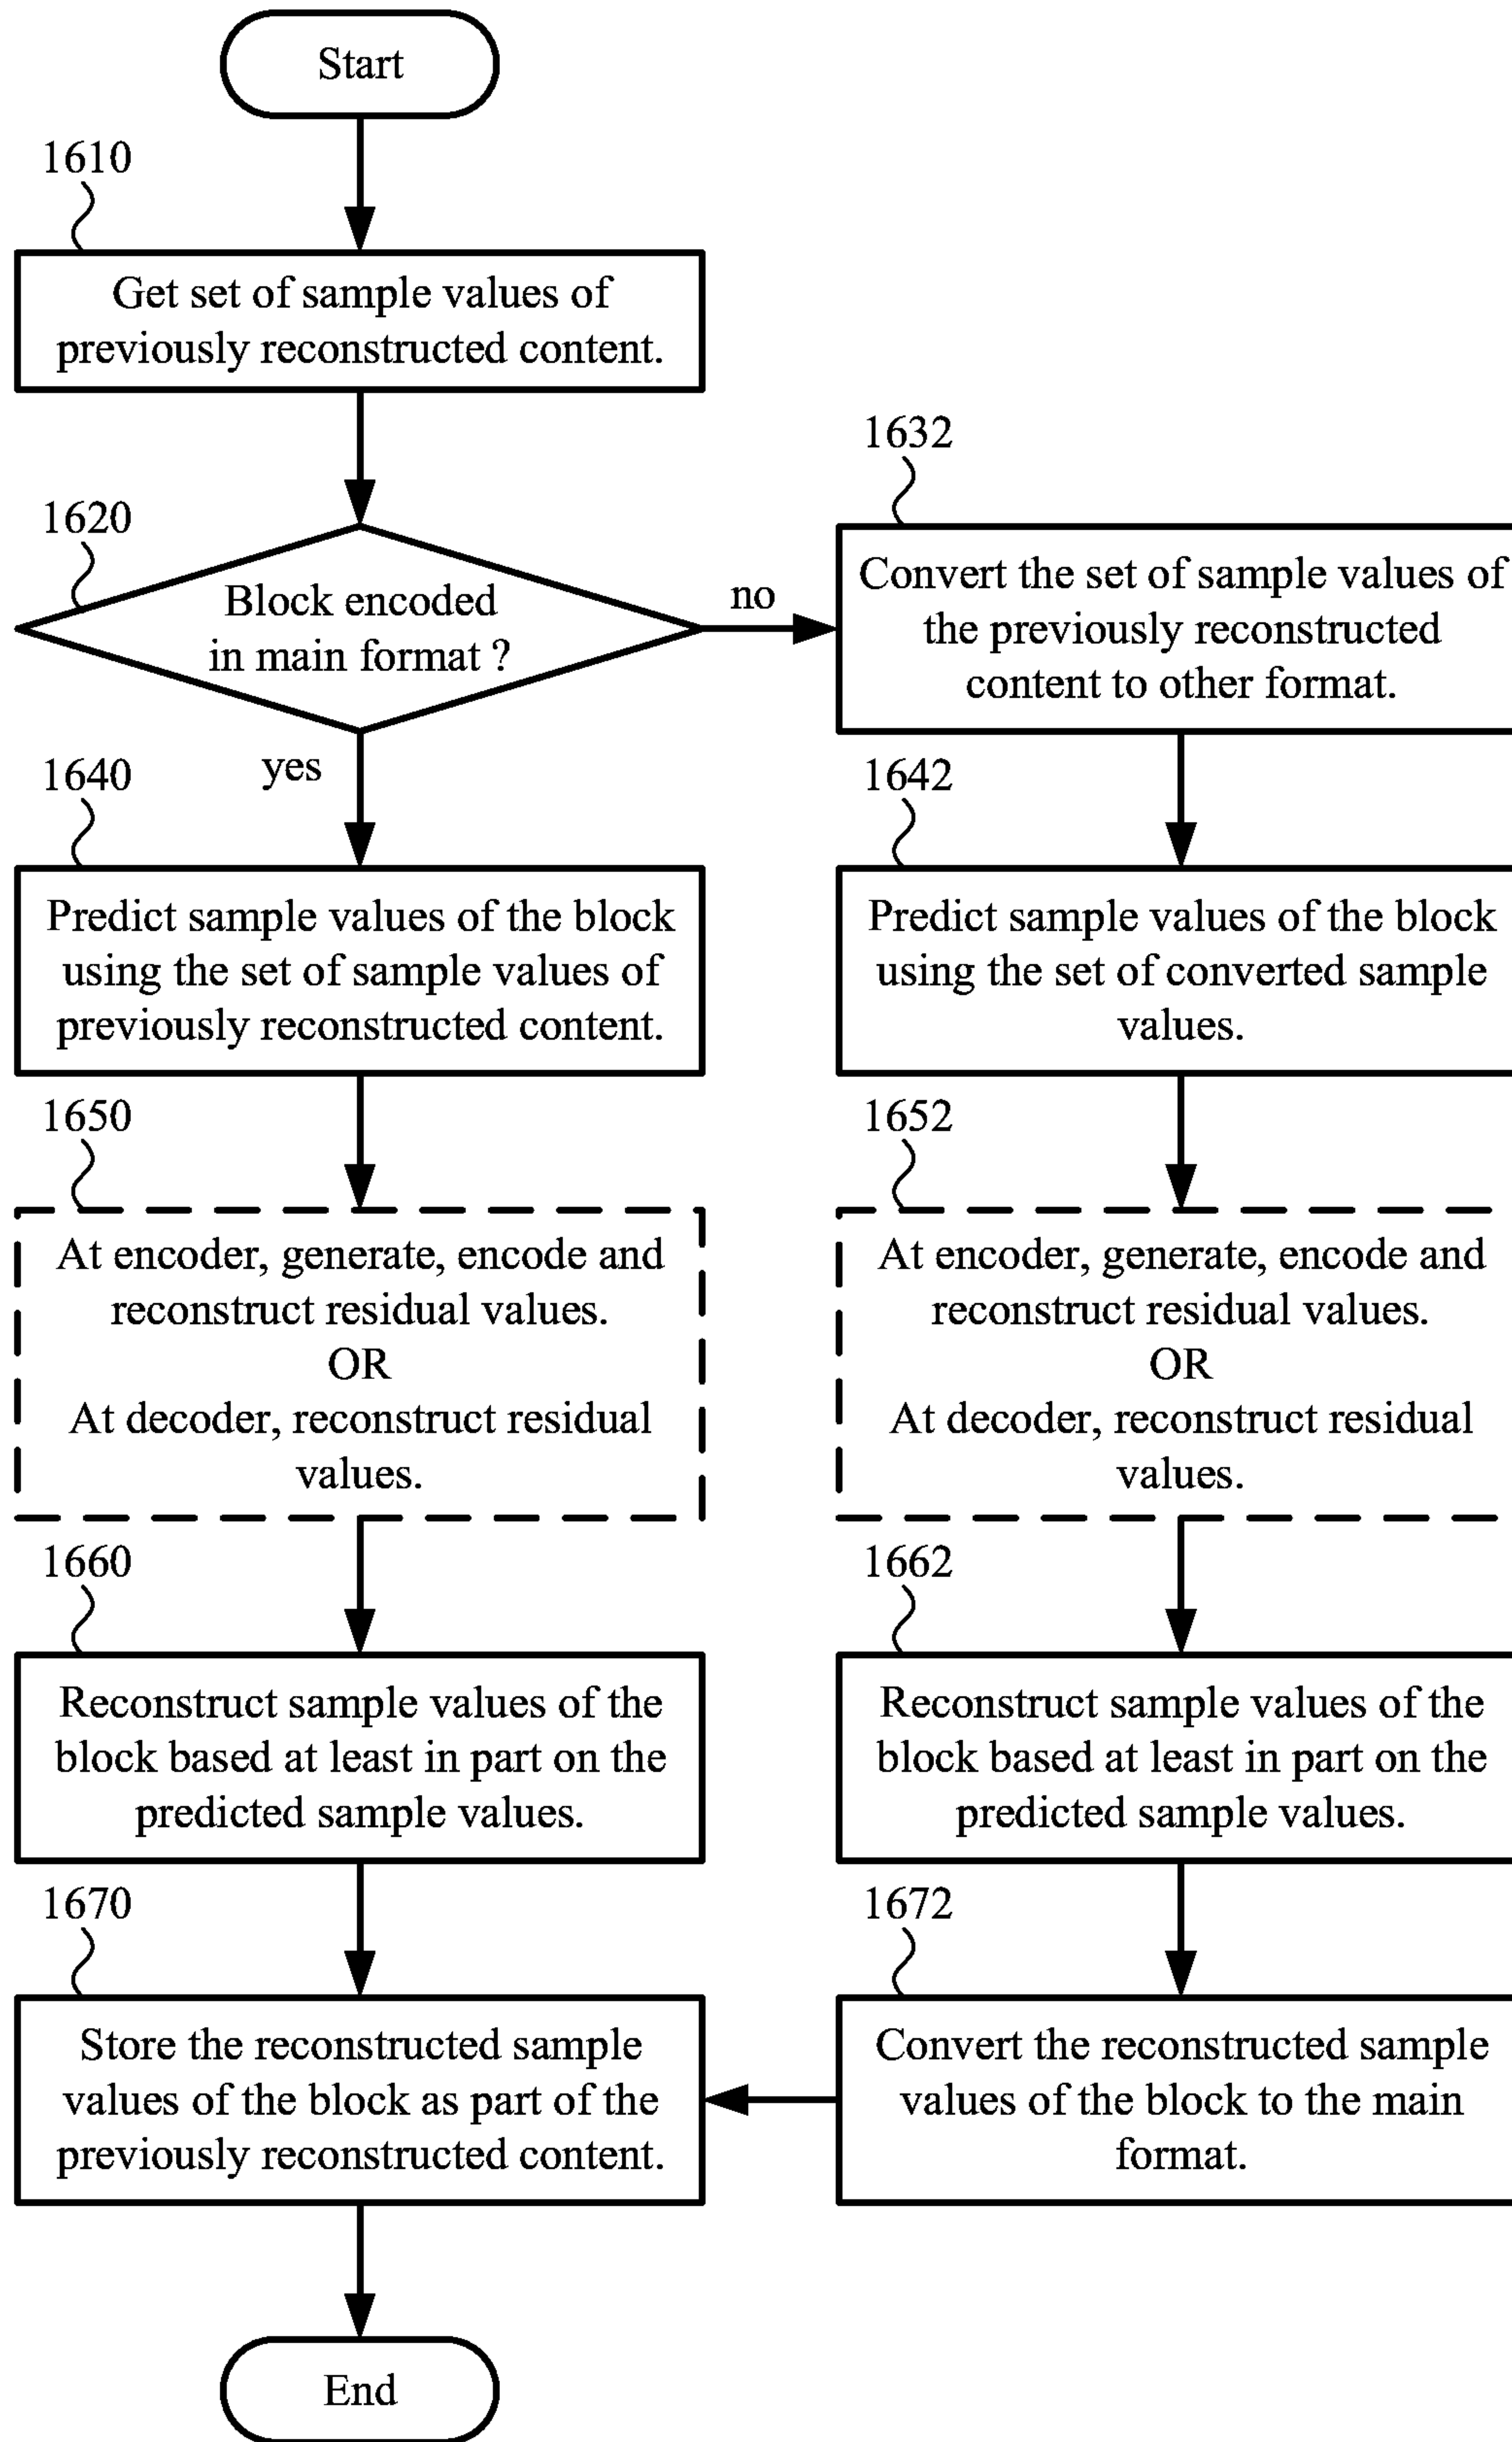 Start
1610
Get set of sample values of
previously reconstructed content.
1620
Block encoded
in main format ?
no
yes
1632
Convert the set of sample values of
the previously reconstructed
content to other format.
1640
Predict sample values of the block
using the set of sample values of
previously reconstructed content.
1642
Predict sample values of the block
using the set of converted sample
values.
1650
At encoder, generate, encode and
reconstruct residual values.
OR
At decoder, reconstruct residual
values.
1652
At encoder, generate, encode and
reconstruct residual values.
OR
At decoder, reconstruct residual
values.
1660
Reconstruct sample values of the
block based at least in part on the
predicted sample values.
1662
Reconstruct sample values of the
block based at least in part on the
predicted sample values.
1670
Store the reconstructed sample
values of the block as part of the
previously reconstructed content.
1672
Convert the reconstructed sample
values of the block to the main
format.
End